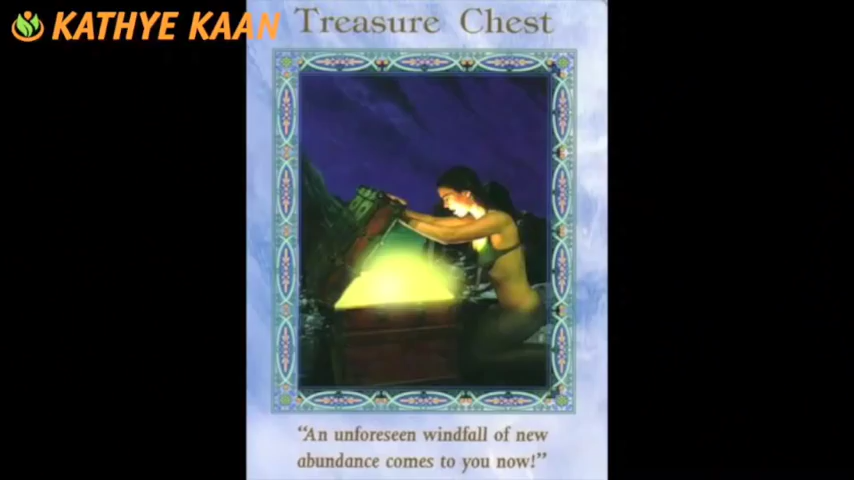 KATHYE KAAN
Treasure Chest
“An unforeseen windfall of new
abundance comes to you now!”